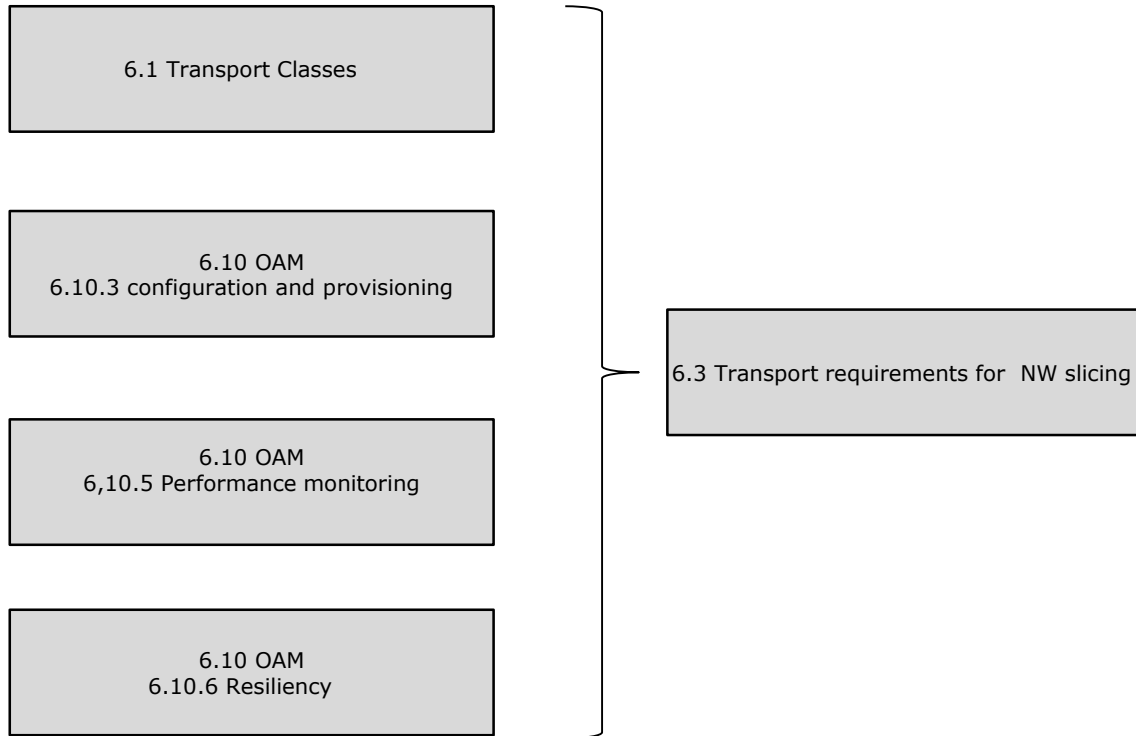 6.1 Transport Classes
6.10 OAM
6.10.3 configuration and provisioning
6.10 OAM
6,10.5 Performance monitoring
6.10 OAM
6.10.6 Resiliency
6.3 Transport requirements for  NW slicing